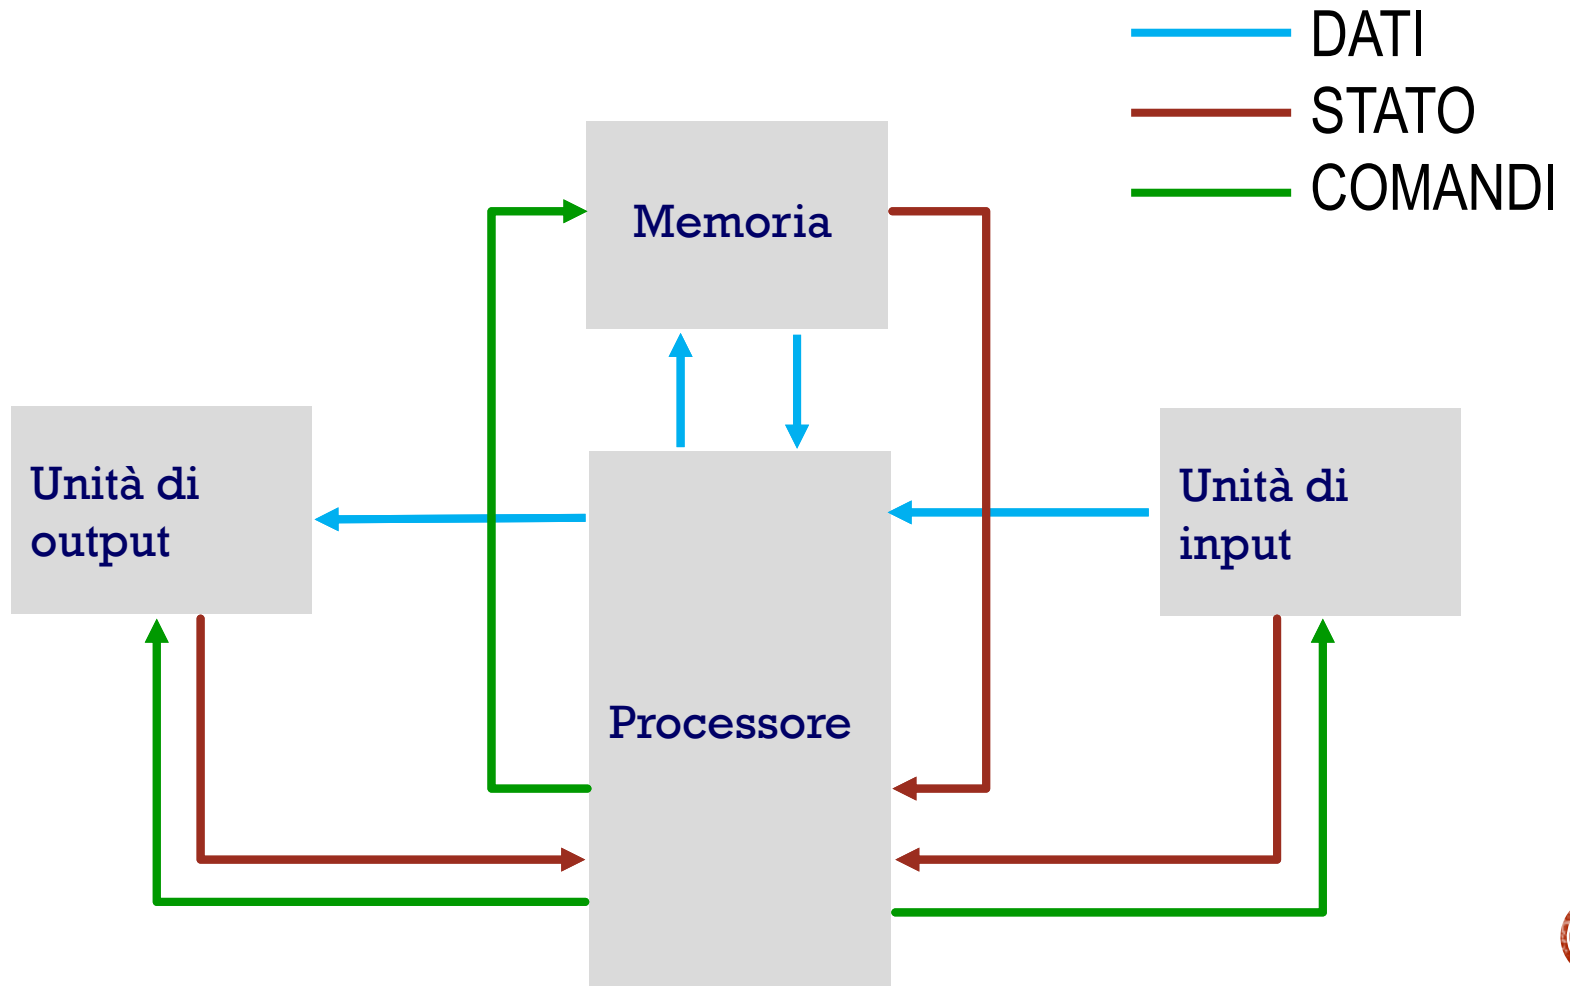 DATI
STATO
COMANDI
Memoria
Unità di
output
Unità di
input
Processore